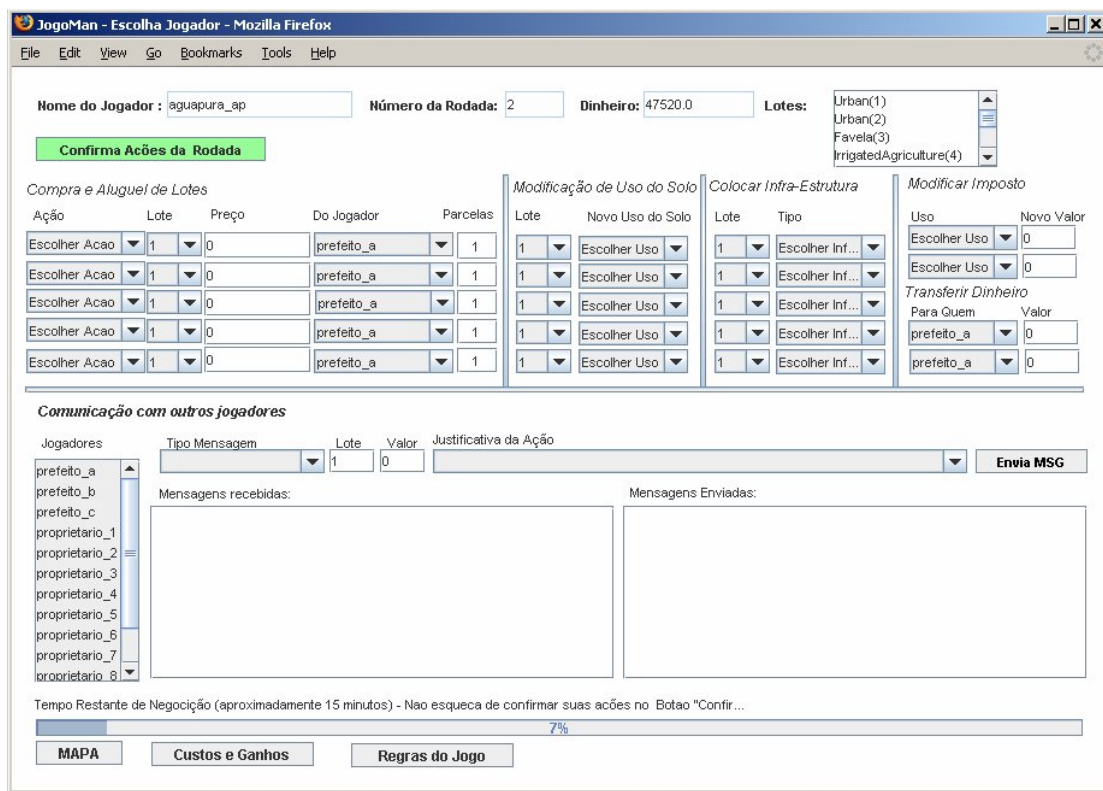 JogoMan - Escolha Jogador - Mozilla Firefox
File Edit View Go Bookmarks Tools Help
Nome do Jogador : aguapura_ap Número da Rodada: 2 Dinheiro: 47520.0 Lotes:
Urban(1)
Urban(2)
Favela(3)
IrrigatedAgriculture(4)
Confirma Acões da Rodada
Compra e Aluguel de Lotes Modificação de Uso do Solo Colocar Infra-Estrutura Modificar Imposto
Ação Lote Preço Do Jogador Parcelas Lote Novo Uso do Solo Lote Tipo Uso Novo Valor
Escolher Acao 1 0 prefeito_a 1 1 Escolher Uso 1 Escolher Inf... Escolher Uso 0
Escolher Acao 1 0 prefeito_a 1 1 Escolher Uso 1 Escolher Inf... Escolher Uso 0
Transferir Dinheiro
Escolher Acao 1 0 prefeito_a 1 1 Escolher Uso 1 Escolher Inf... Para Quem Valor
Escolher Acao 1 0 prefeito_a 1 1 Escolher Uso 1 Escolher Inf... prefeito_a 0
Escolher Acao 1 0 prefeito_a 1 1 Escolher Uso 1 Escolher Inf... prefeito_a 0
Comunicação com outros jogadores
Jogadores Tipo Mensagem Lote Valor Justificativa da Ação
1 0 Envia MSG
prefeito_a
prefeito_b
prefeito_c
proprietario_1
proprietario_2
proprietario_3
proprietario_4
proprietario_5
proprietario_6
proprietario_7
proprietario_8
Mensagens recebidas: Mensagens Enviadas:
Tempo Restante de Negocição (aproximadamente 15 minutos) - Nao esqueca de confirmar suas acões no Botao "Confir...
7%
MAPA Custos e Ganhos Regras do Jogo